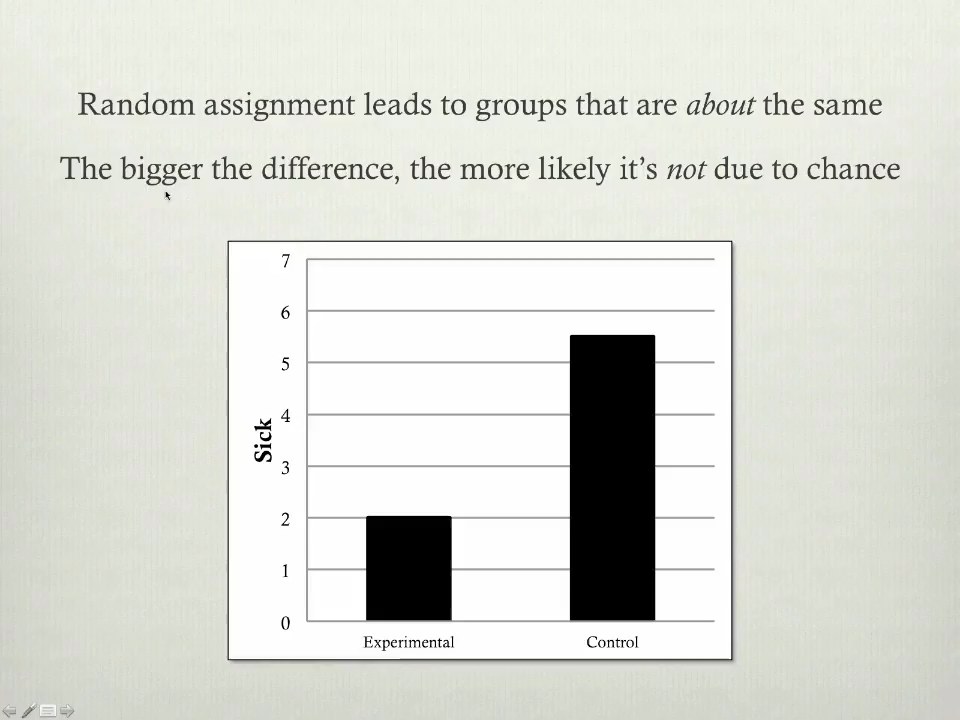 Random assignment leads to groups that are about the same
The bigger the difference, the more likely it’s not due to chance
7
6
5
4
3
2
1
0
Sick
Experimental
Control